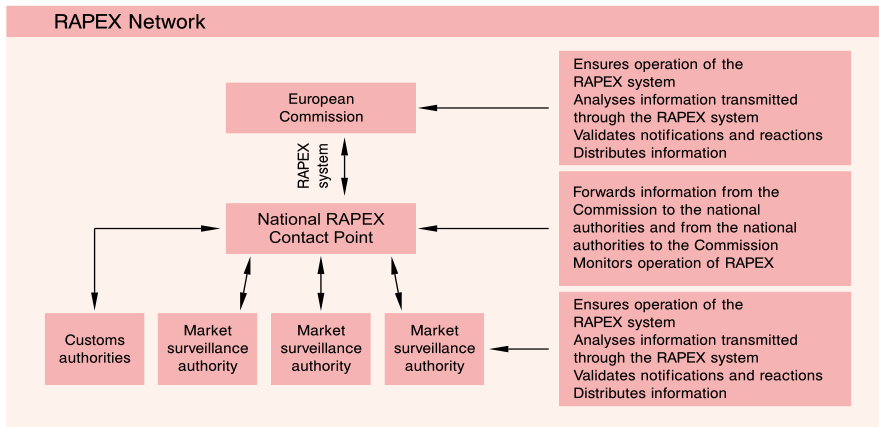 RAPEX Network
European
Commission
Ensures operation of the
RAPEX system
Analyses information transmitted
through the RAPEX system
Validates notifications and reactions
Distributes information
RAPEX
system
National RAPEX
Contact Point
Forwards information from the
Commission to the national
authorities and from the national
authorities to the Commission
Monitors operation of RAPEX
Customs
authorities
Market
surveillance
authority
Market
surveillance
authority
Market
surveillance
authority
Ensures operation of the
RAPEX system
Analyses information transmitted
through the RAPEX system
Validates notifications and reactions
Distributes information